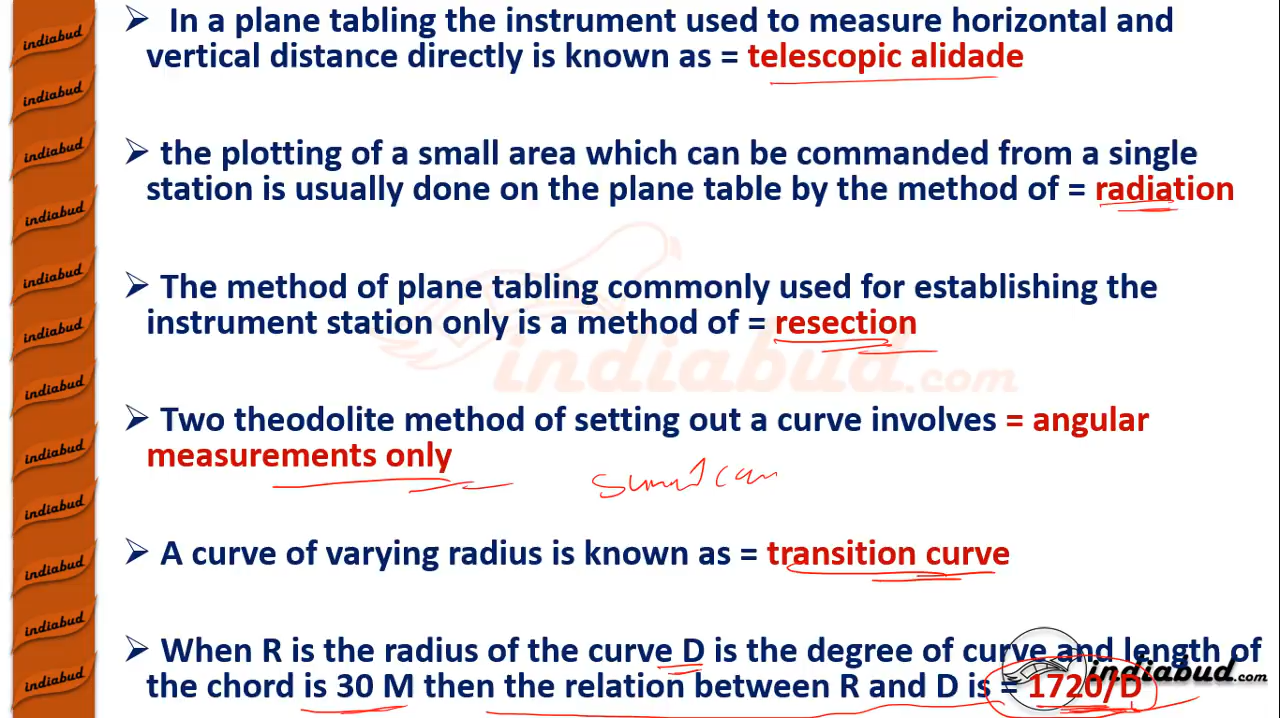 ➢ In a plane tabling the instrument used to measure horizontal and
vertical distance directly is known as = telescopic alidade
➢ the plotting of a small area which can be commanded from a single
station is usually done on the plane table by the method of = radiation
➢ The method of plane tabling commonly used for establishing the
instrument station only is a method of = resection
➢ Two theodolite method of setting out a curve involves = angular
measurements only
➢ A curve of varying radius is known as = transition curve
➢ When R is the radius of the curve D is the degree of curve and length of
the chord is 30 M then the relation between R and D is = 1720/D
indiabud
indiabud
indiabud
indiabud
indiabud
indiabud
indiabud
indiabud
indiabud
indiabud
indiabud
indiabud
indiabud.com
indiabud.com